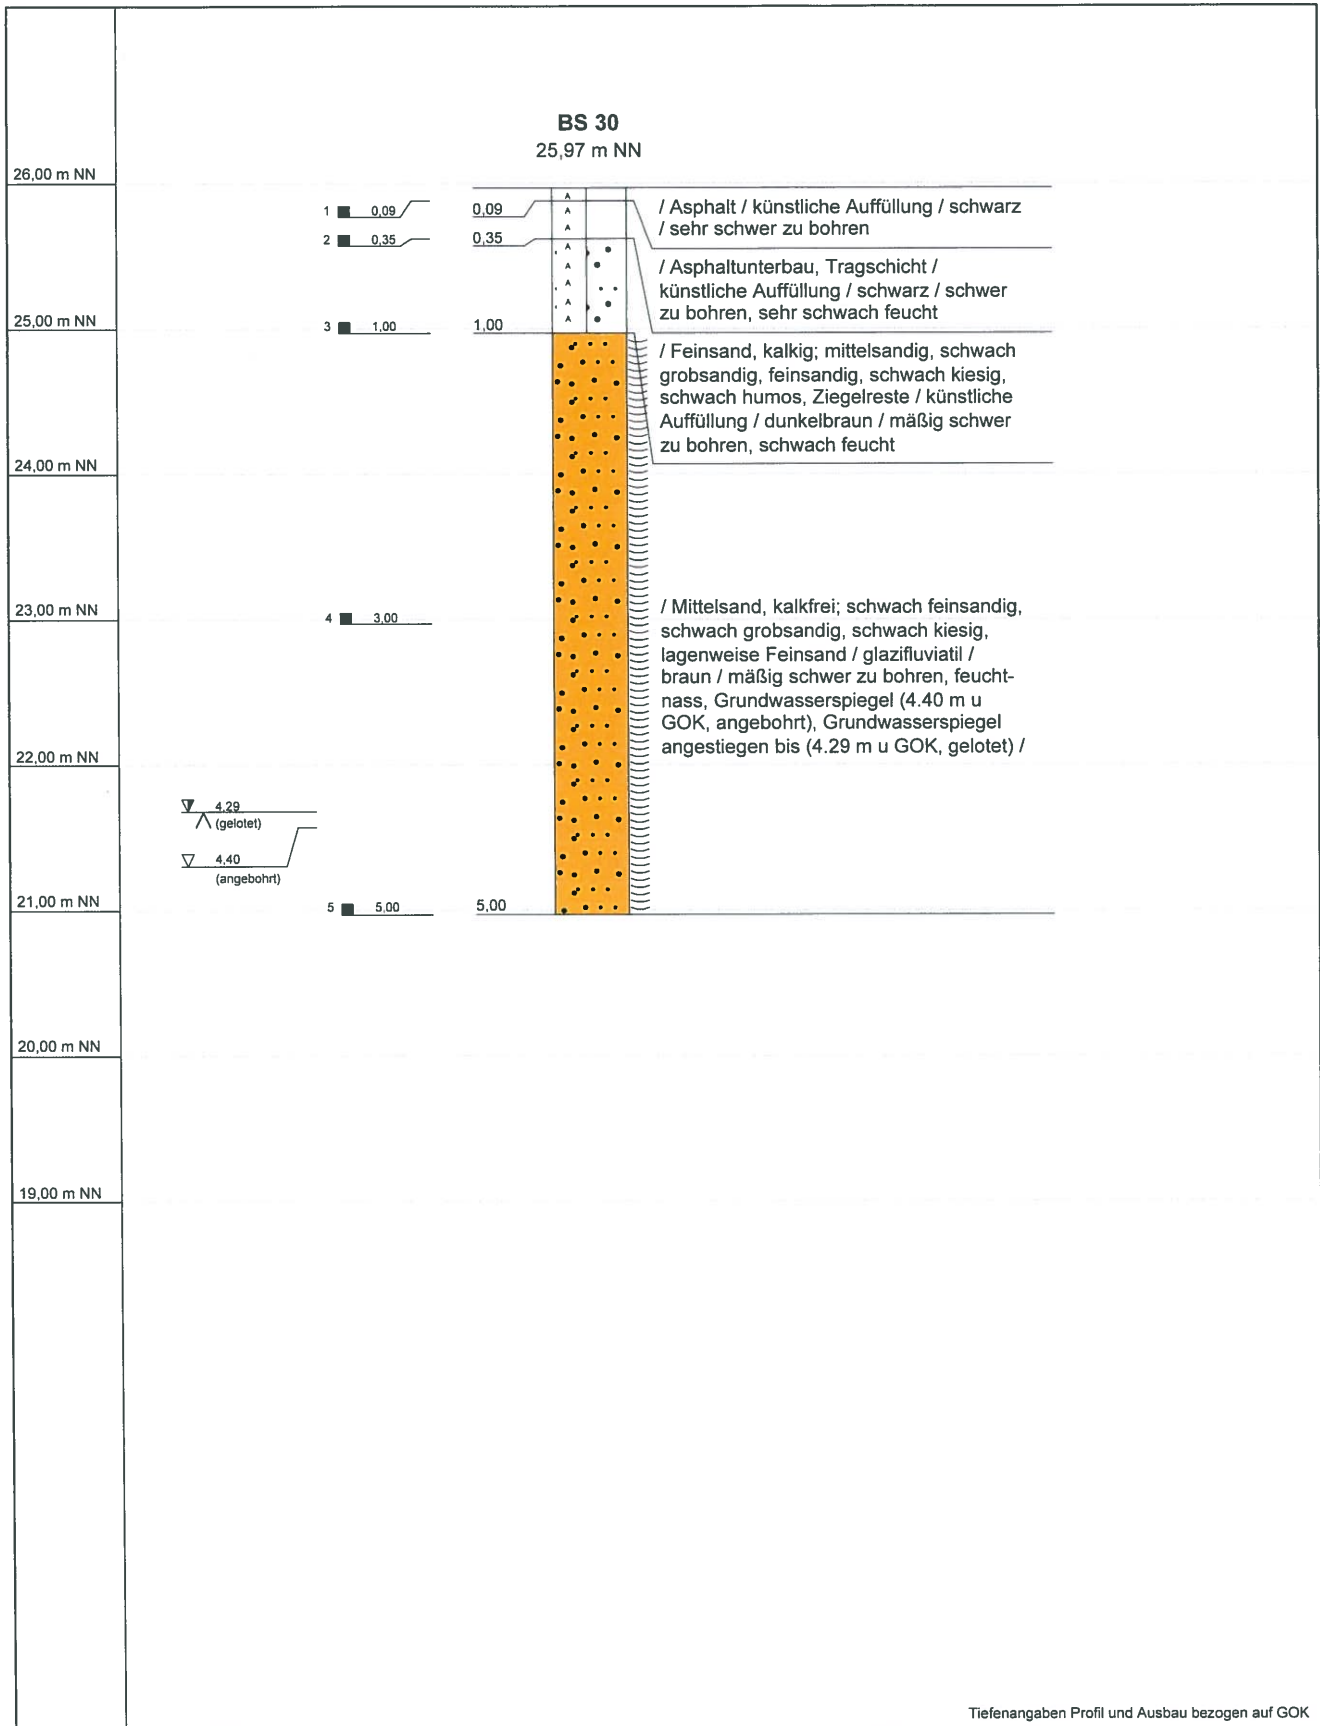 BS 30
25,97 m NN
26,00 m NN
1 0,09
0,09
/ Asphalt / künstliche Auffüllung / schwarz
/ sehr schwer zu bohren
2 0,35
0,35
/ Asphaltunterbau, Tragschicht /
künstliche Auffüllung / schwarz / schwer
zu bohren, sehr schwach feucht
25,00 m NN
3 1,00
1,00
/ Feinsand, kalkig; mittelsandig, schwach
grobsandig, feinsandig, schwach kiesig,
schwach humos, Ziegelreste / künstliche
Auffüllung / dunkelbraun / mäßig schwer
zu bohren, schwach feucht
24,00 m NN
23,00 m NN
4 3,00
/ Mittelsand, kalkfrei; schwach feinsandig,
schwach grobsandig, schwach kiesig,
lagenweise Feinsand / glazifluviatil /
braun / mäßig schwer zu bohren, feucht-
nass, Grundwasserspiegel (4.40 m u
GOK, angebohrt), Grundwasserspiegel
angestiegen bis (4.29 m u GOK, gelotet) /
22,00 m NN
4,29
(gelotet)
4,40
(angebohrt)
21,00 m NN
5 5,00
5,00
20,00 m NN
19,00 m NN
A
A
A
A
A
A
A
A
Tiefenangaben Profil und Ausbau bezogen auf GOK